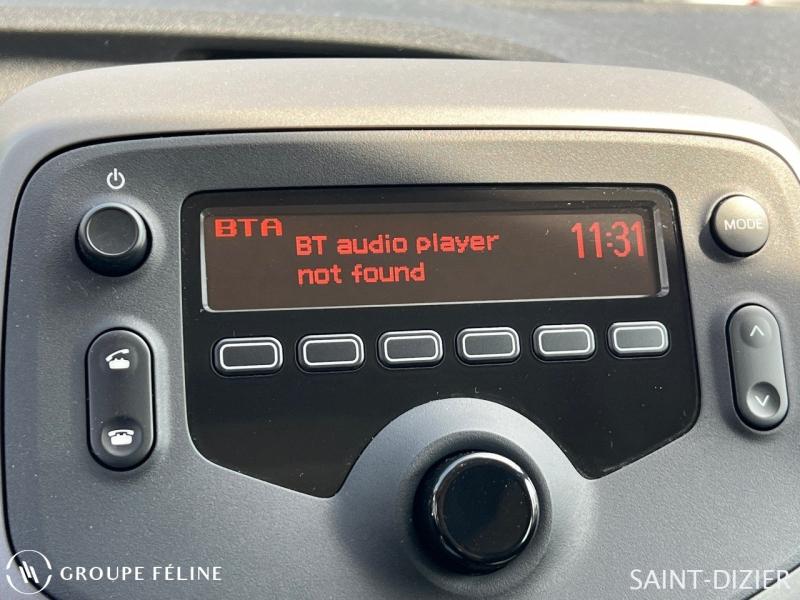 BTA
BT audio player
not found
11:31
MODE
GROUPE FÉLINE
SAINT-DIZIER